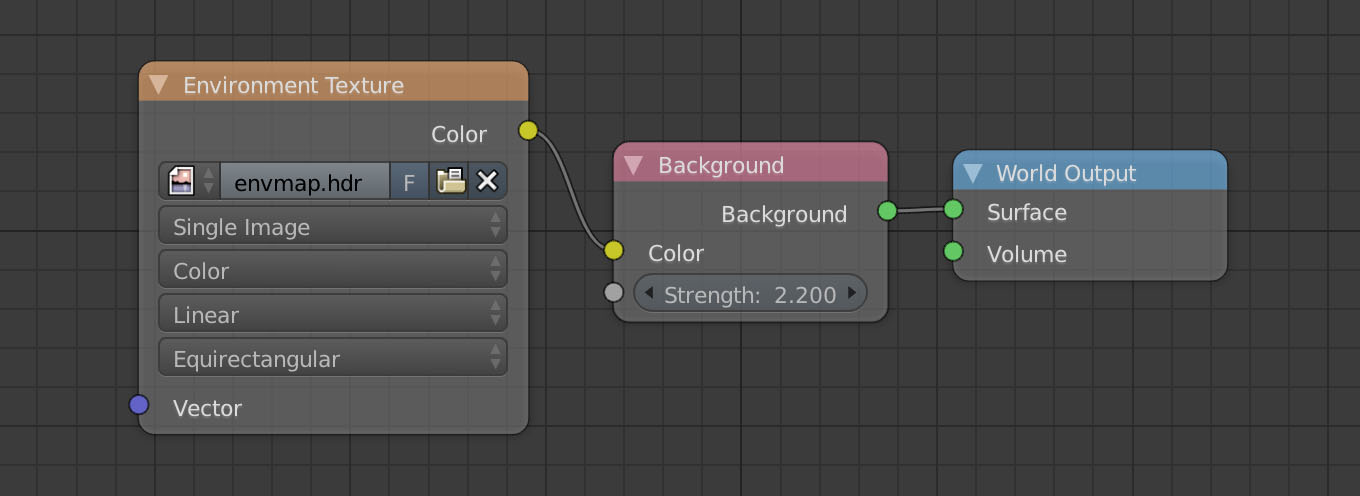 Environment Texture
Color
envmap.hdr F
Single Image
Color
Linear
Equirectangular
Vector
Background
Background
Color
Strength: 2.200
World Output
Surface
Volume